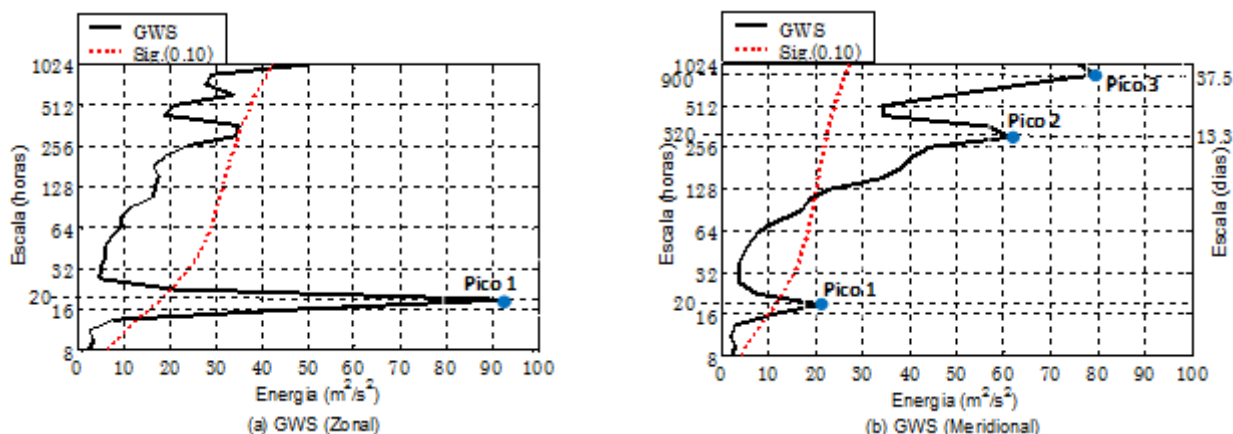 GWS
Sig.(0.10)
1024
512
256
128
64
32
20
16
8
Escala (horas)
Pico 1
0 10 20 30 40 50 60 70 80 90 100
Energia (m²/s²)
(a) GWS (Zonal)
GWS
Sig.(0.10)
1024
900
512
320
256
128
64
32
20
16
8
Escala (horas)
Pico 3
Pico 2
Pico 1
37.5
13.3
Escala (dias)
0 10 20 30 40 50 60 70 80 90 100
Energia (m²/s²)
(b) GWS (Meridional)